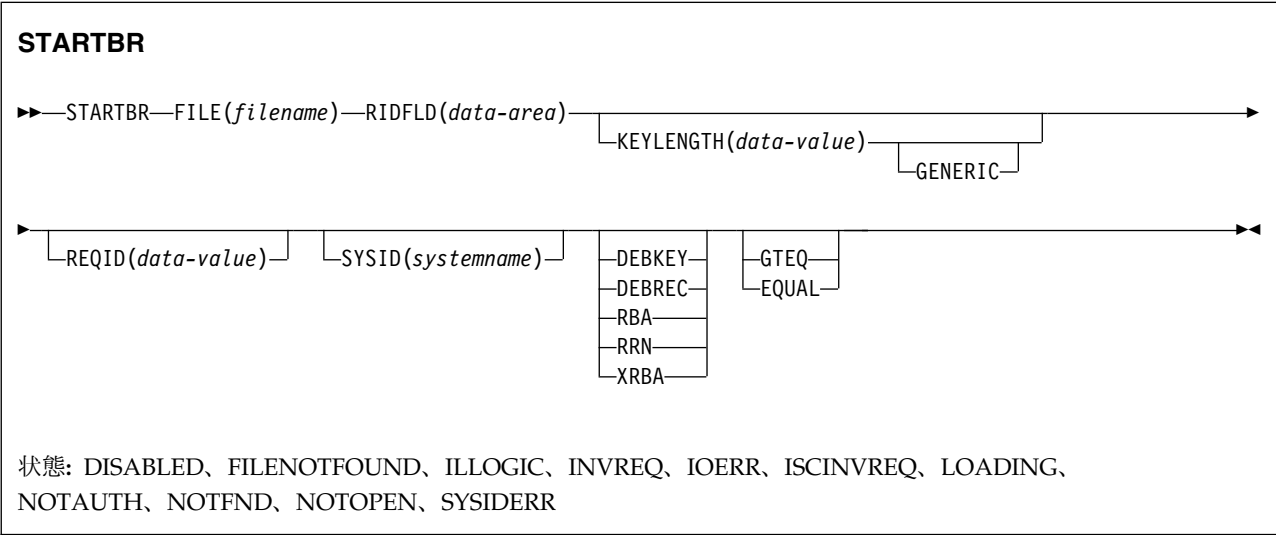 STARTBR
STARTBR FILE(filename) RIDFLD(data-area)
KEYLENGTH(data-value)
GENERIC
REQID(data-value) SYSID(systemname) DEBKEY GTEQ
DEBREC EQUAL
RBA
RRN
XRBA
状態: DISABLED、FILENOTFOUND、ILLOGIC、INVREQ、IOERR、ISCINVREQ、LOADING、
NOTAUTH、NOTFND、NOTOPEN、SYSIDERR